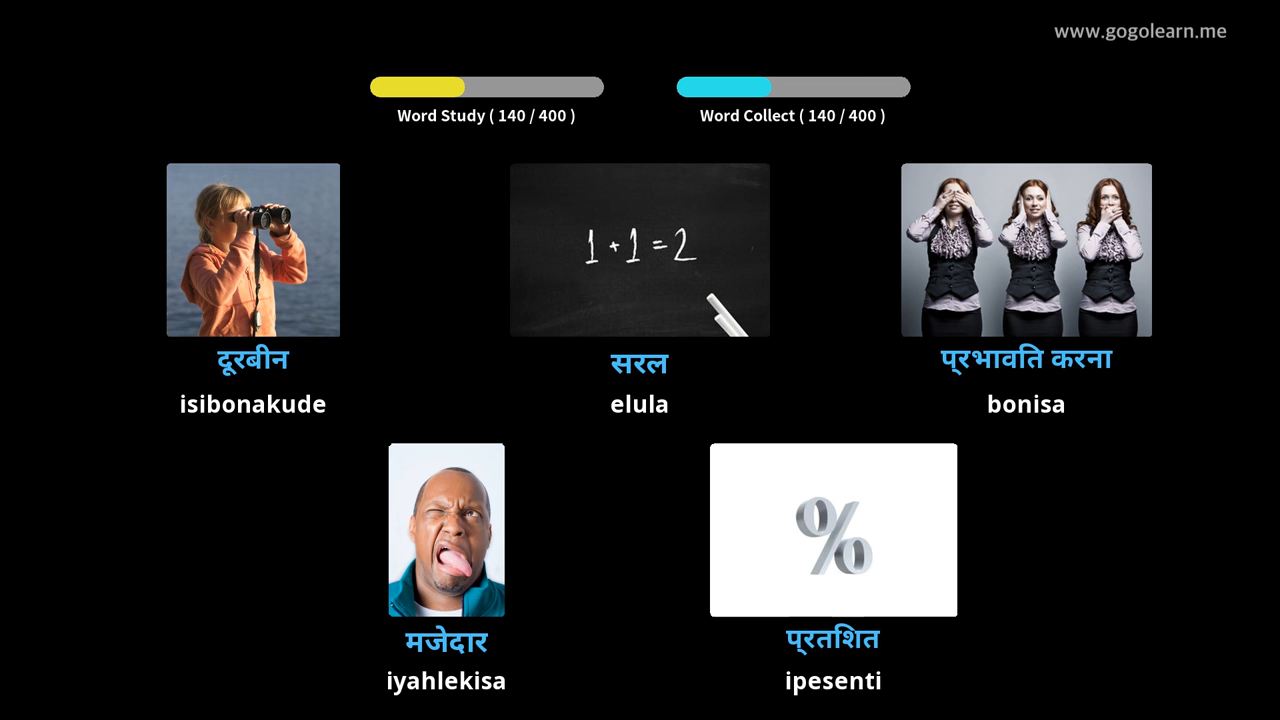 www.gogolearn.me
Word Study ( 140 / 400 )
Word Collect ( 140 / 400 )
दूरबीन
सरल
प्रभावति करना
isibonakude
elula
bonisa
1 + 1 = 2
%
मजेदार
प्रतशित
iyahlekisa
ipesenti